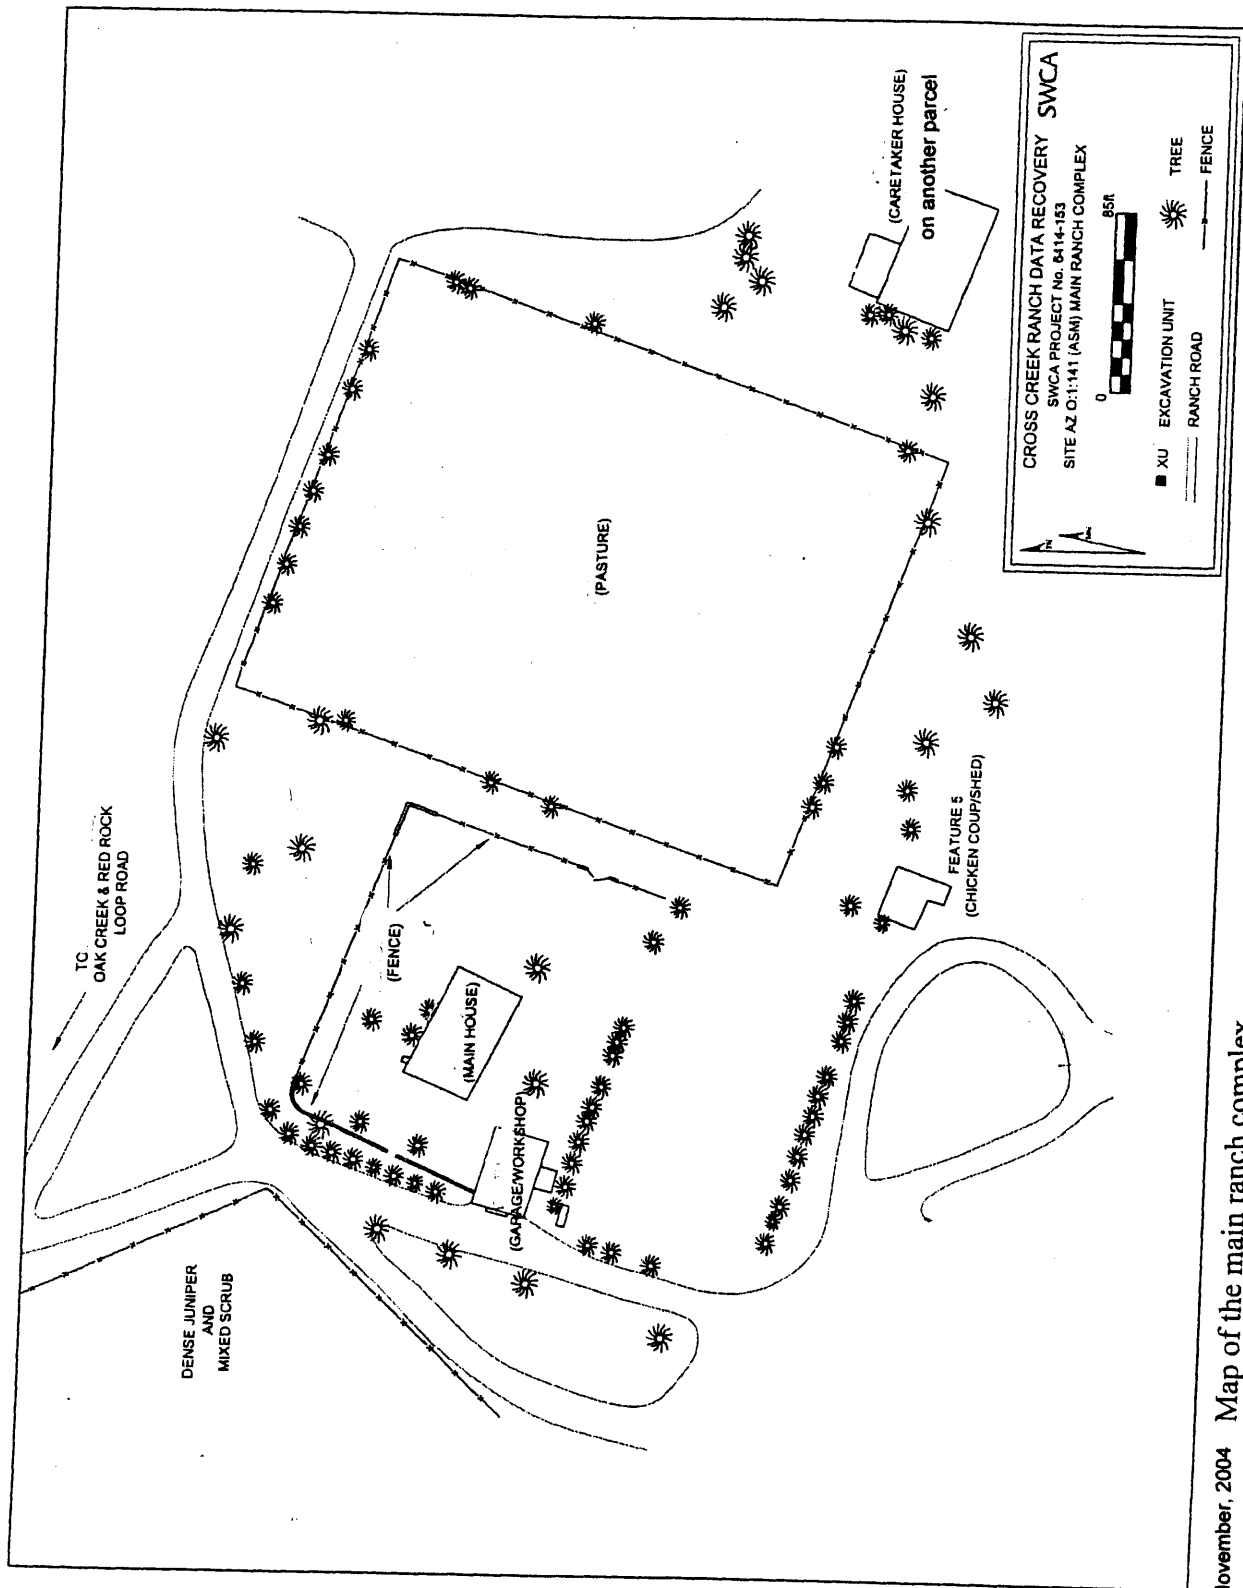 TO
OAK CREEK & RED ROCK
LOOP ROAD
DENSE JUNIPER
AND
MIXED SCRUB
(FENCE)
(MAIN HOUSE)
(GARAGE/WORKSHOP)
(PASTURE)
FEATURE 5
(CHICKEN COUP/SHED)
(CARETAKER HOUSE)
on another parcel
CROSS CREEK RANCH DATA RECOVERY SWCA
SWCA PROJECT No. 6414-153
SITE AZ O:1:141 (ASM) MAIN RANCH COMPLEX
0 85ft
XU EXCAVATION UNIT TREE
RANCH ROAD FENCE
November, 2004 Map of the main ranch complex